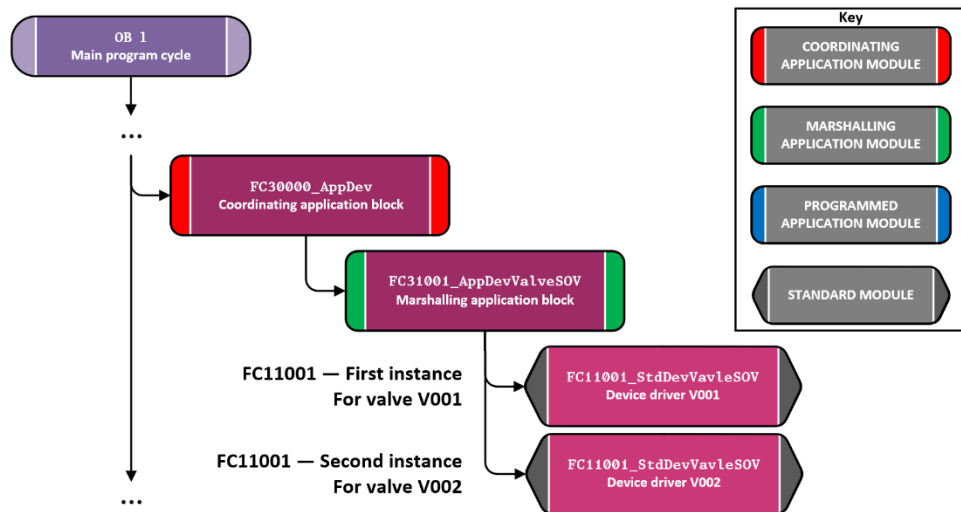 OB 1
Main program cycle
...
FC30000_AppDev
Coordinating application block
FC31001_AppDevValveSOV
Marshalling application block
FC11001 — First instance
For valve V001
FC11001_StdDevVavleSOV
Device driver V001
FC11001 — Second instance
For valve V002
FC11001_StdDevVavleSOV
Device driver V002
...
Key
COORDINATING
APPLICATION MODULE
MARSHALLING
APPLICATION MODULE
PROGRAMMED
APPLICATION MODULE
STANDARD MODULE